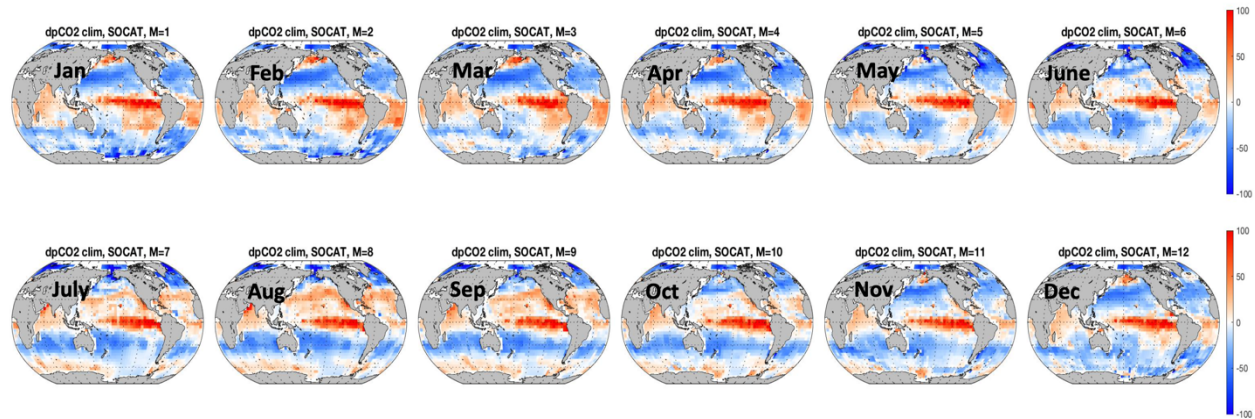 dpCO2 clim, SOCAT, M=1
Jan
dpCO2 clim, SOCAT, M=2
Feb
dpCO2 clim, SOCAT, M=3
Mar
dpCO2 clim, SOCAT, M=4
Apr
dpCO2 clim, SOCAT, M=5
May
dpCO2 clim, SOCAT, M=6
June
100
50
0
-50
-100
dpCO2 clim, SOCAT, M=7
July
dpCO2 clim, SOCAT, M=8
Aug
dpCO2 clim, SOCAT, M=9
Sep
dpCO2 clim, SOCAT, M=10
Oct
dpCO2 clim, SOCAT, M=11
Nov
dpCO2 clim, SOCAT, M=12
Dec
100
50
0
-50
-100